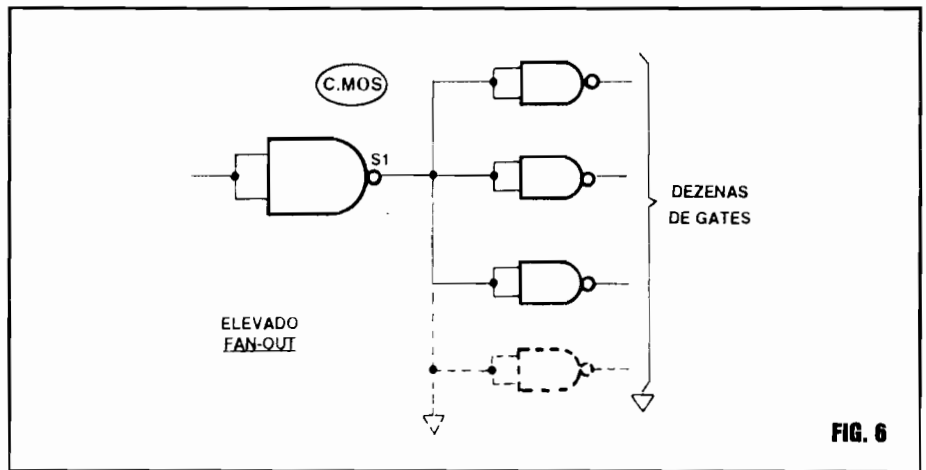 C.MOS
S1
DEZENAS
DE GATES
ELEVADO
FAN-OUT
FIG. 6